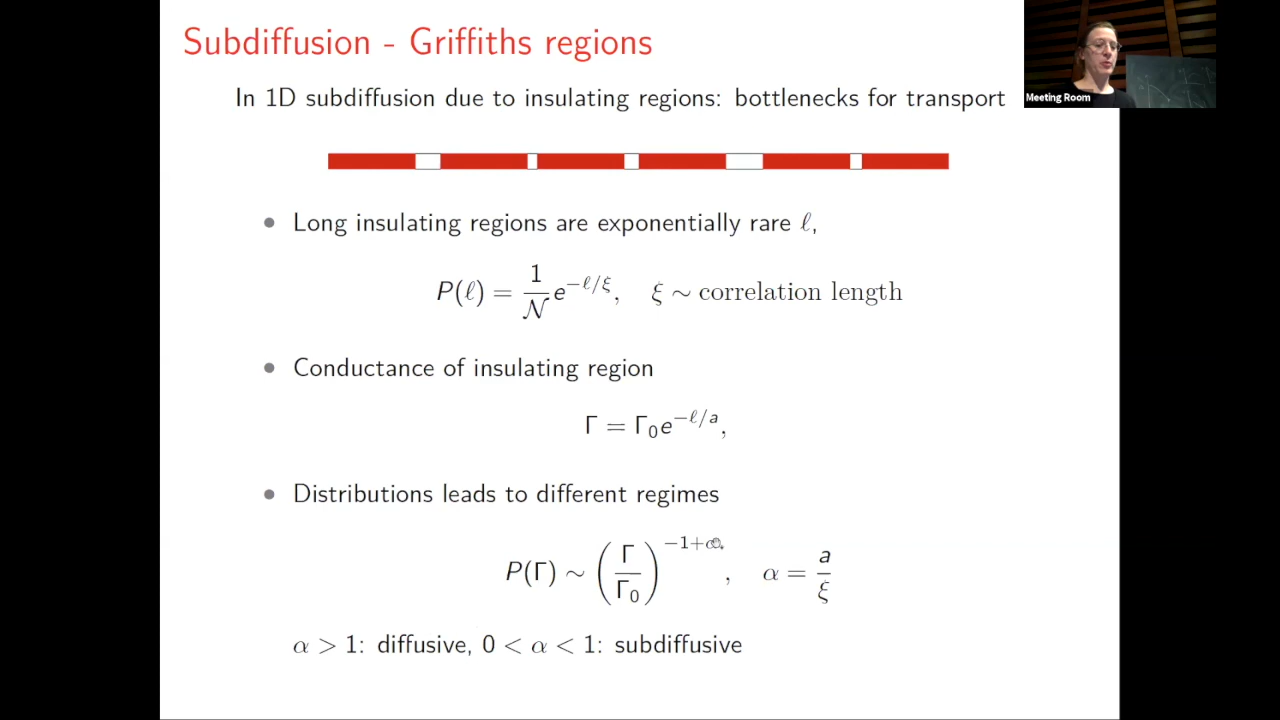 Subdiffusion - Griffiths regions
In 1D subdiffusion due to insulating regions: bottlenecks for transport
Meeting Room
• Long insulating regions are exponentially rare ℓ,
P(ℓ) = 1/𝒩 e^{−ℓ/ξ}, ξ ∼ correlation length
• Conductance of insulating region
Γ = Γ₀e^{−ℓ/a},
• Distributions leads to different regimes
P(Γ) ∼ (Γ/Γ₀)^{−1+α}, α = a/ξ
α > 1: diffusive, 0 < α < 1: subdiffusive